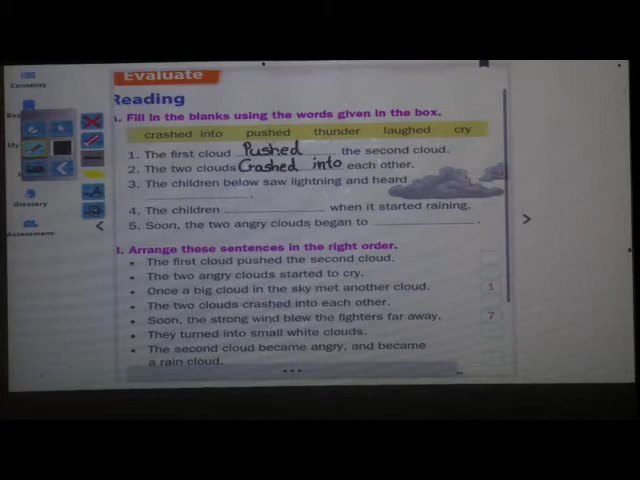 Contents
Evaluate
Reading
Fill in the blanks using the words given in the box.
crashed into pushed thunder laughed cry
1. The first cloud Pushed the second cloud.
2. The two clouds Crashed into each other.
3. The children below saw lightning and heard
.
4. The children when it started raining.
5. Soon, the two angry clouds began to .
Glossary
Assessment
Arrange these sentences in the right order.
• The first cloud pushed the second cloud.
• The two angry clouds started to cry.
• Once a big cloud in the sky met another cloud. 1
• The two clouds crashed into each other.
• Soon, the strong wind blew the fighters far away. 7
• They turned into small white clouds.
• The second cloud became angry, and became
a rain cloud.